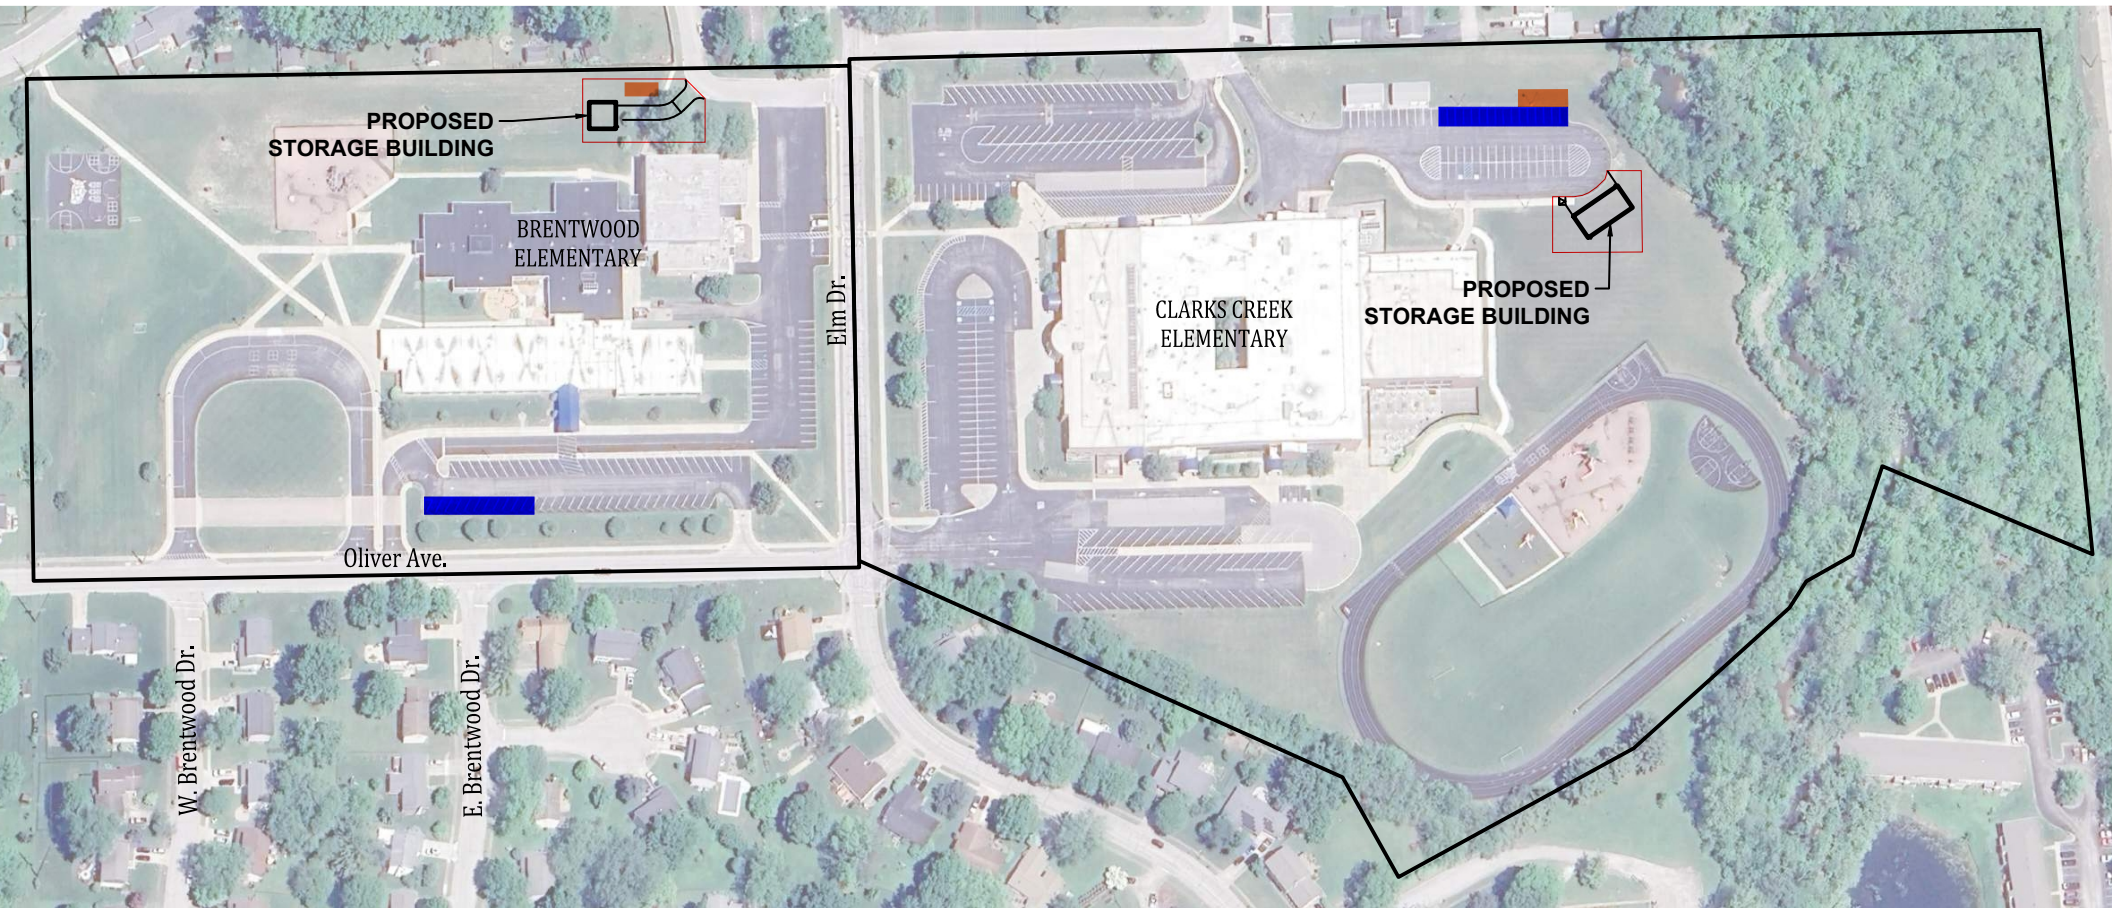 PROPOSED
STORAGE BUILDING
BRENTWOOD
ELEMENTARY
Elm Dr.
CLARKS CREEK
ELEMENTARY
PROPOSED
STORAGE BUILDING
Oliver Ave.
W. Brentwood Dr.
E. Brentwood Dr.